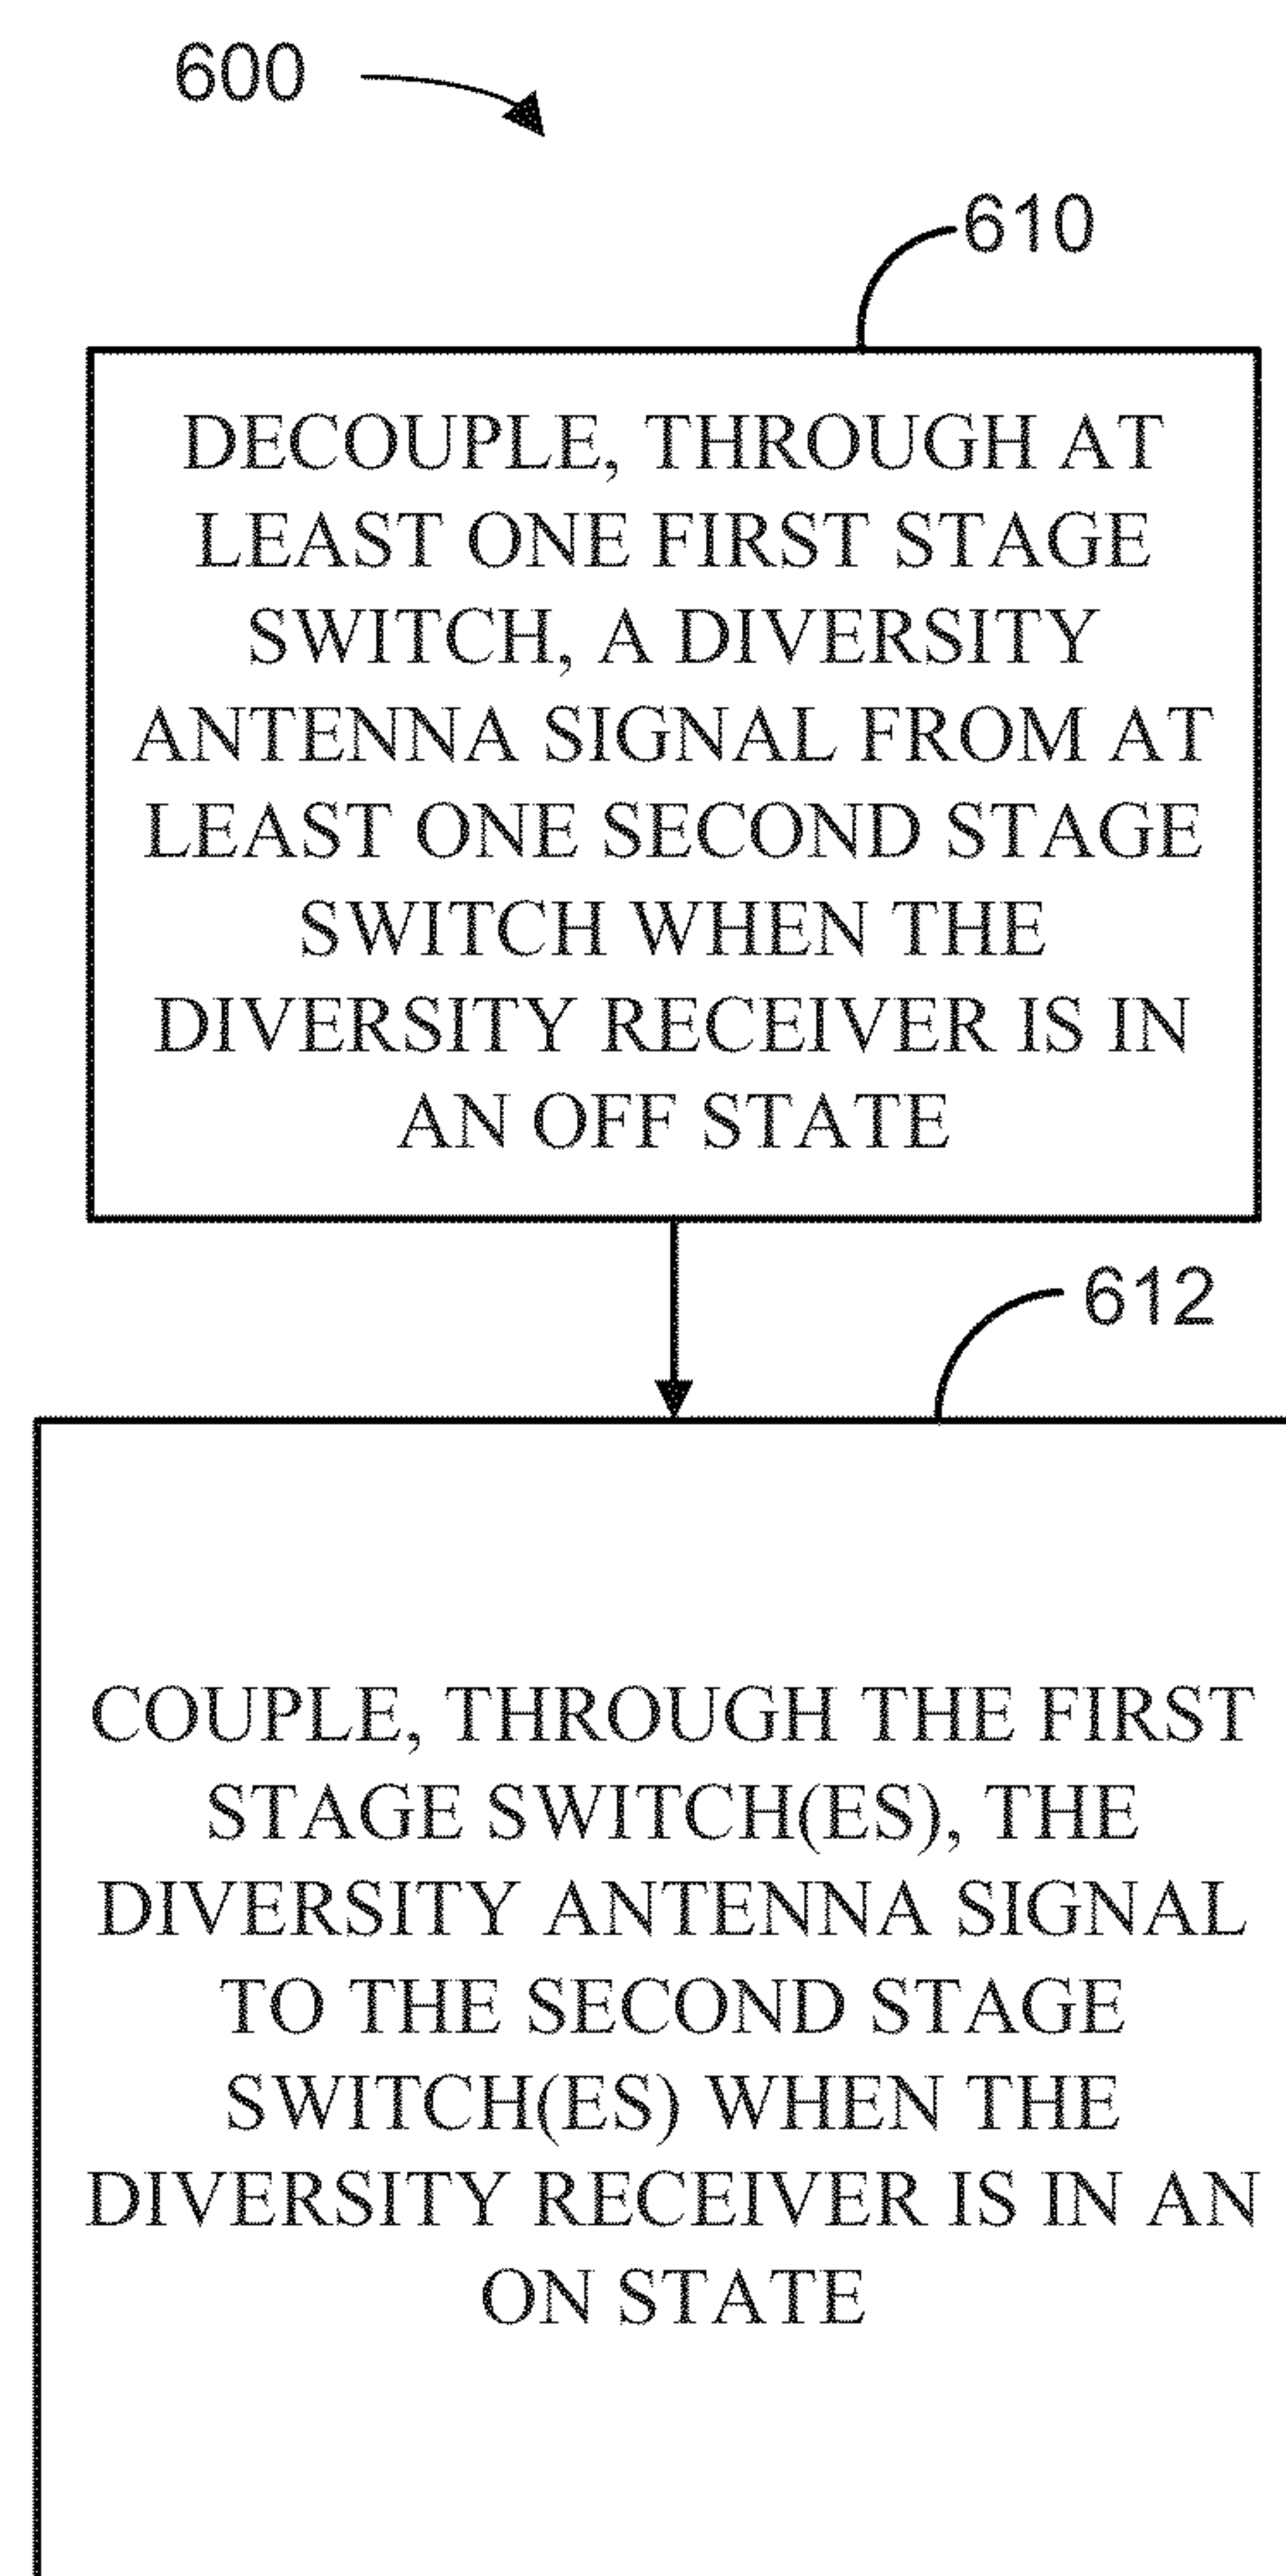 600
610
DECOUPLE, THROUGH AT
LEAST ONE FIRST STAGE
SWITCH, A DIVERSITY
ANTENNA SIGNAL FROM AT
LEAST ONE SECOND STAGE
SWITCH WHEN THE
DIVERSITY RECEIVER IS IN
AN OFF STATE
612
COUPLE, THROUGH THE FIRST
STAGE SWITCH(ES), THE
DIVERSITY ANTENNA SIGNAL
TO THE SECOND STAGE
SWITCH(ES) WHEN THE
DIVERSITY RECEIVER IS IN AN
ON STATE